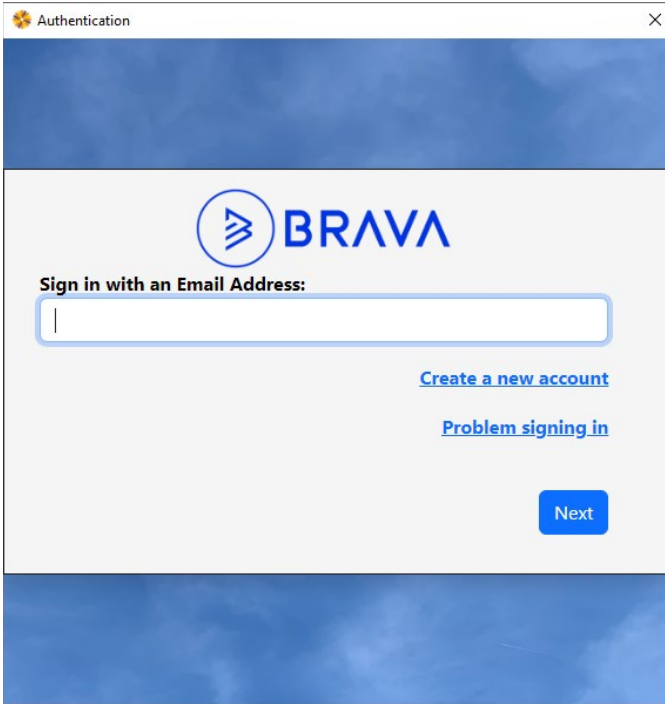 Authentication
BRAVA
Sign in with an Email Address:
Create a new account
Problem signing in
Next